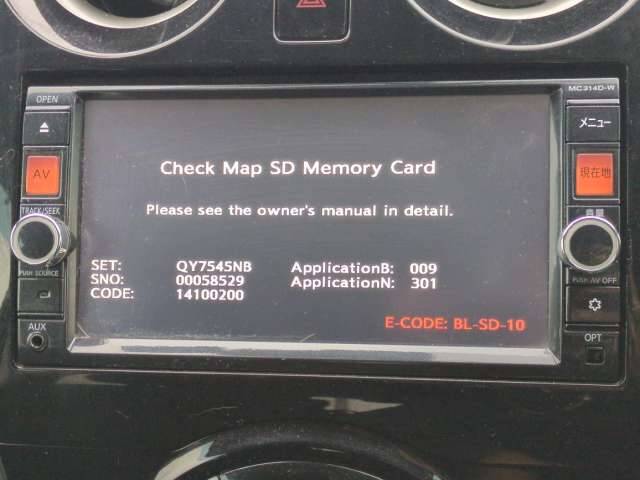 MC314D-W
OPEN
メニュー
AV
現在地
TRACK/SEEK
PUSH SOURCE
PUSH AV OFF
AUX
OPT
Check Map SD Memory Card
Please see the owner's manual in detail.
SET: QY7545NB ApplicationB: 009
SNO: 00058529 ApplicationN: 301
CODE: 14100200
E-CODE: BL-SD-10